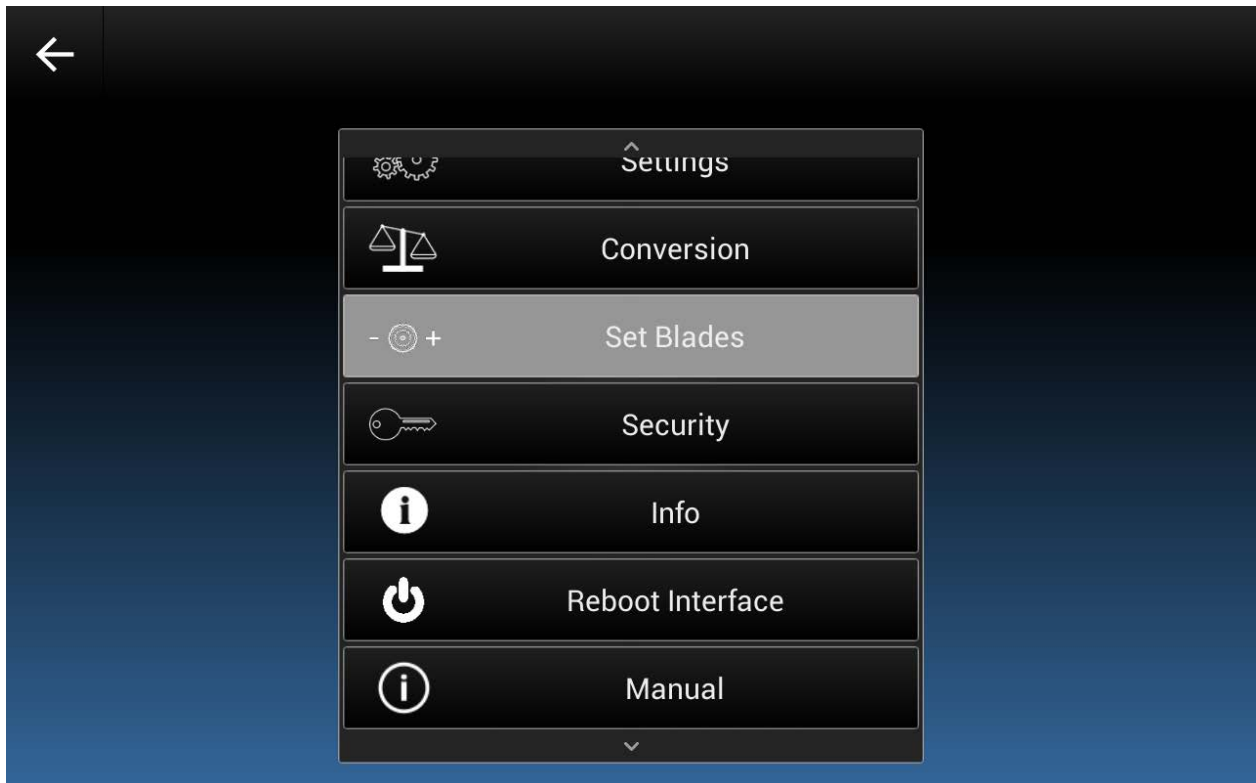 Settings
Conversion
- +
Set Blades
Security
Info
Reboot Interface
Manual